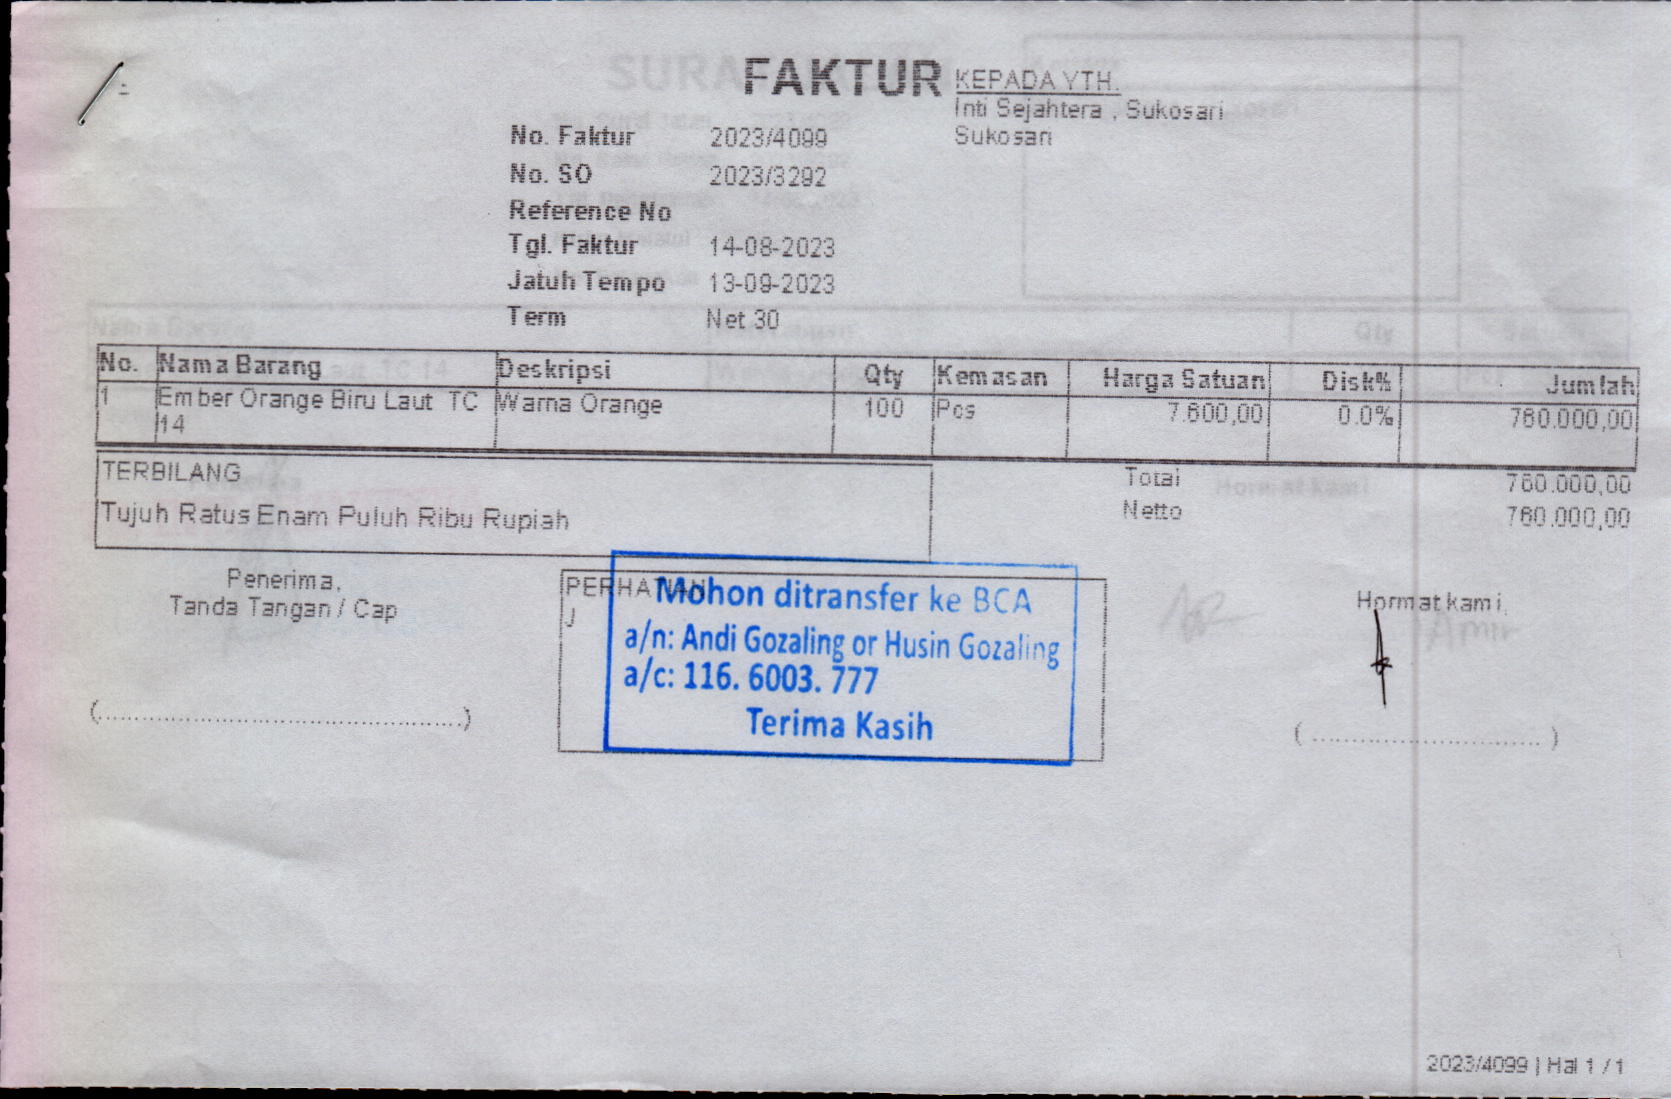 FAKTUR
KEPADA YTH.
Inti Sejahtera , Sukosari
Sukosari
No. Faktur 2023/4099
No. SO 2023/3292
Reference No
Tgl. Faktur 14-08-2023
Jatuh Tempo 13-09-2023
Term Net 30
No. Nama Barang Deskripsi Qty Kemasan Harga Satuan Disk% Jumlah
1 Ember Orange Biru Laut TC 14 Warna Orange 100 Pcs 7.600,00 0.0% 760.000,00
TERBILANG
Tujuh Ratus Enam Puluh Ribu Rupiah
Total 760.000,00
Netto 760.000,00
Penerima,
Tanda Tangan / Cap
(.................................................)
PERHATIAN
J
Mohon ditransfer ke BCA
a/n: Andi Gozaling or Husin Gozaling
a/c: 116. 6003. 777
Terima Kasih
Hormat kami,
Amir
( ............................... )
2023/4099 | Hal 1 / 1